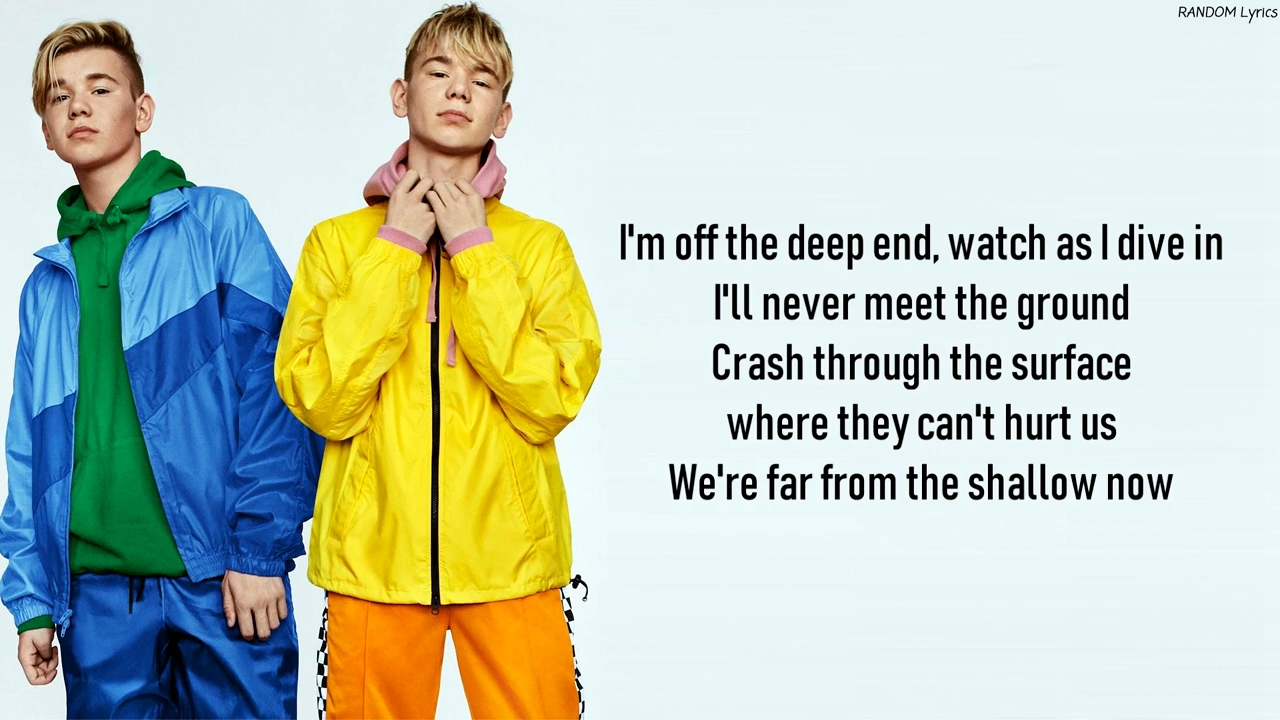 RANDOM Lyrics
I'm off the deep end, watch as I dive in
I'll never meet the ground
Crash through the surface
where they can't hurt us
We're far from the shallow now